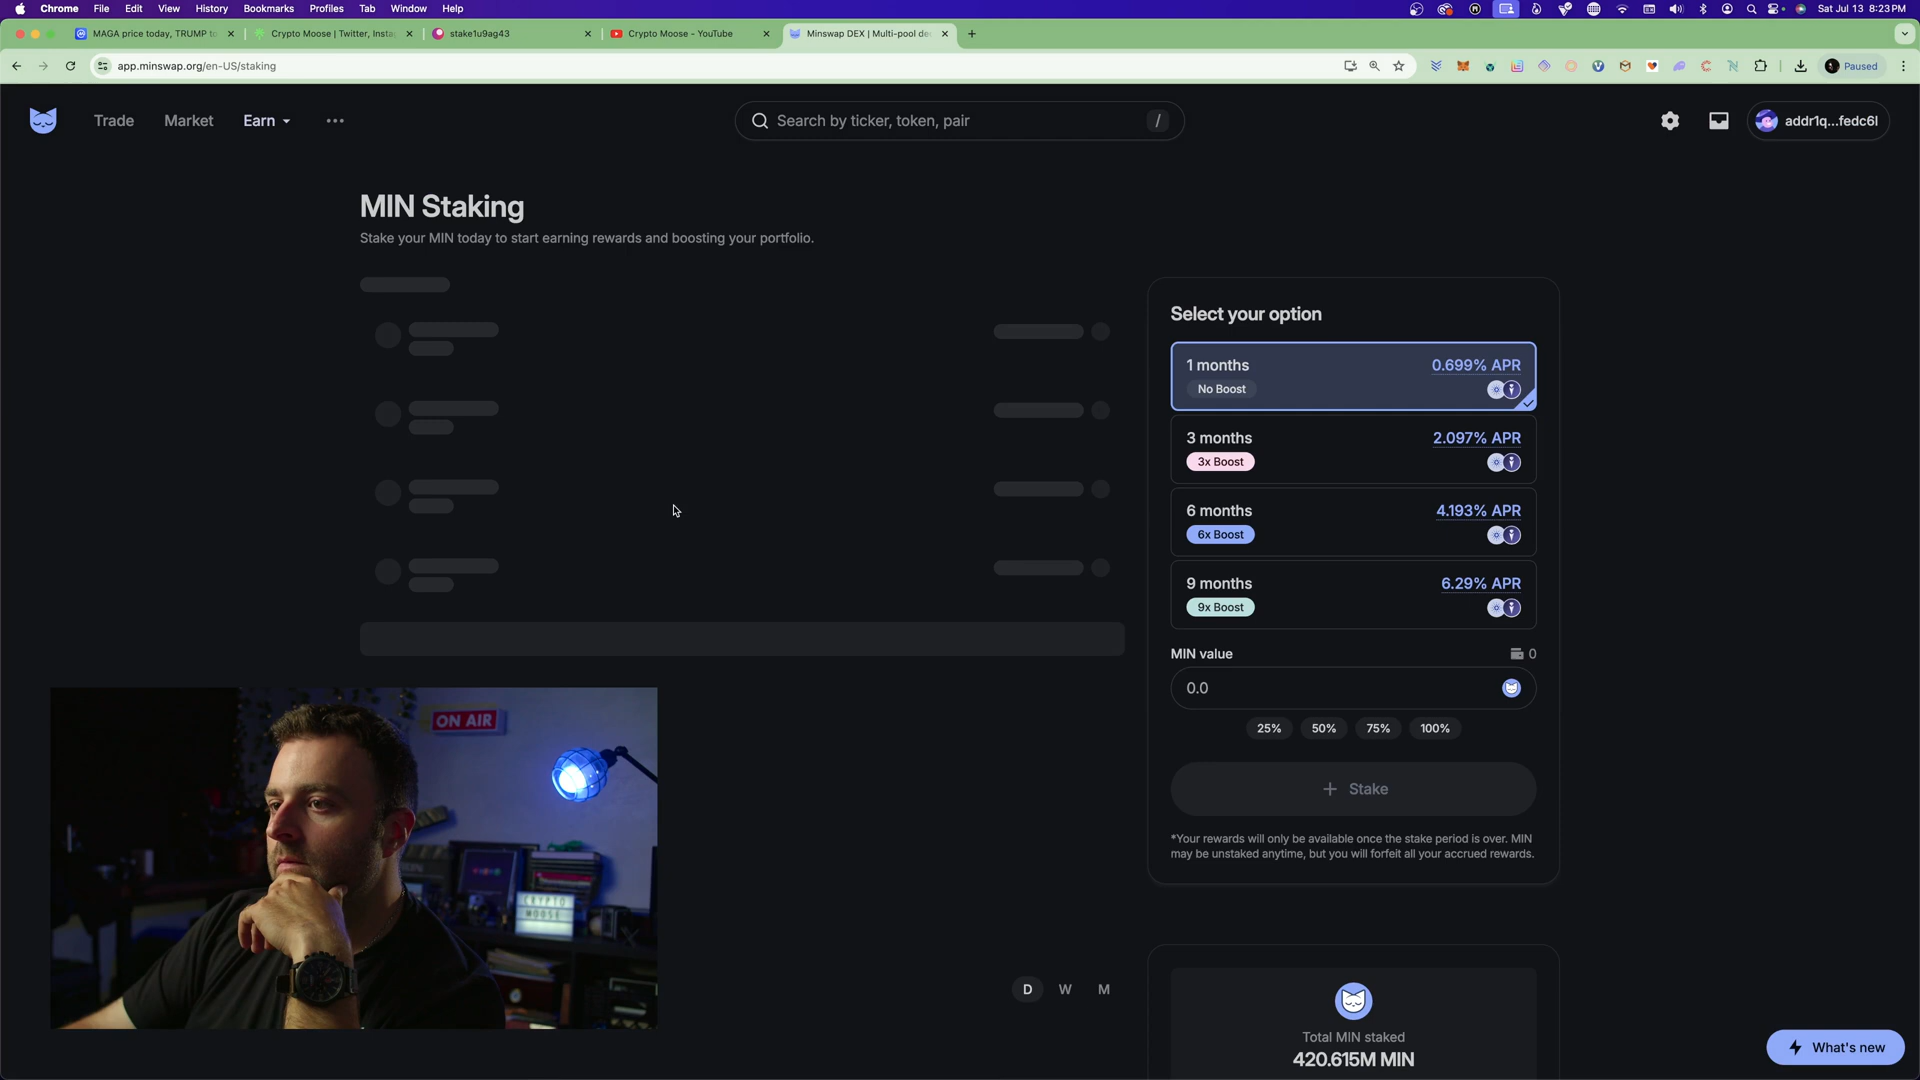 Chrome File Edit View History Bookmarks Profiles Tab Window Help Sat Jul 13 8:23 PM
MAGA price today, TRUMP to
Crypto Moose | Twitter, Insta
stake1u9ag43
Crypto Moose - YouTube
Minswap DEX | Multi-pool de
app.minswap.org/en-US/staking
Paused
Trade Market Earn
Search by ticker, token, pair /
addr1q...fedc6l
MIN Staking
Stake your MIN today to start earning rewards and boosting your portfolio.
Select your option
1 months 0.699% APR
No Boost
3 months 2.097% APR
3x Boost
6 months 4.193% APR
6x Boost
9 months 6.29% APR
9x Boost
MIN value 0
0.0
25% 50% 75% 100%
+ Stake
*Your rewards will only be available once the stake period is over. MIN
may be unstaked anytime, but you will forfeit all your accrued rewards.
ON AIR
CRYPTO
MOOSE
D W M
Total MIN staked
420.615M MIN
What's new